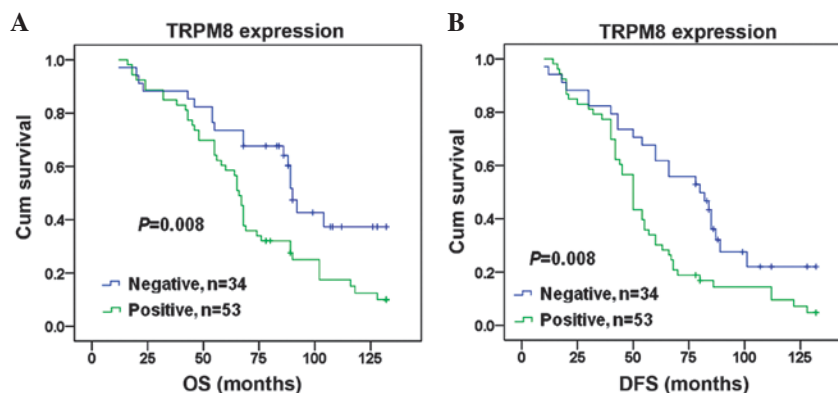 A
TRPM8 expression
Cum survival
1.0
0.8
0.6
0.4
0.2
0.0
P=0.008
Negative, n=34
Positive, n=53
0 25 50 75 100 125
OS (months)
B
TRPM8 expression
Cum survival
1.0
0.8
0.6
0.4
0.2
0.0
P=0.008
Negative, n=34
Positive, n=53
0 25 50 75 100 125
DFS (months)